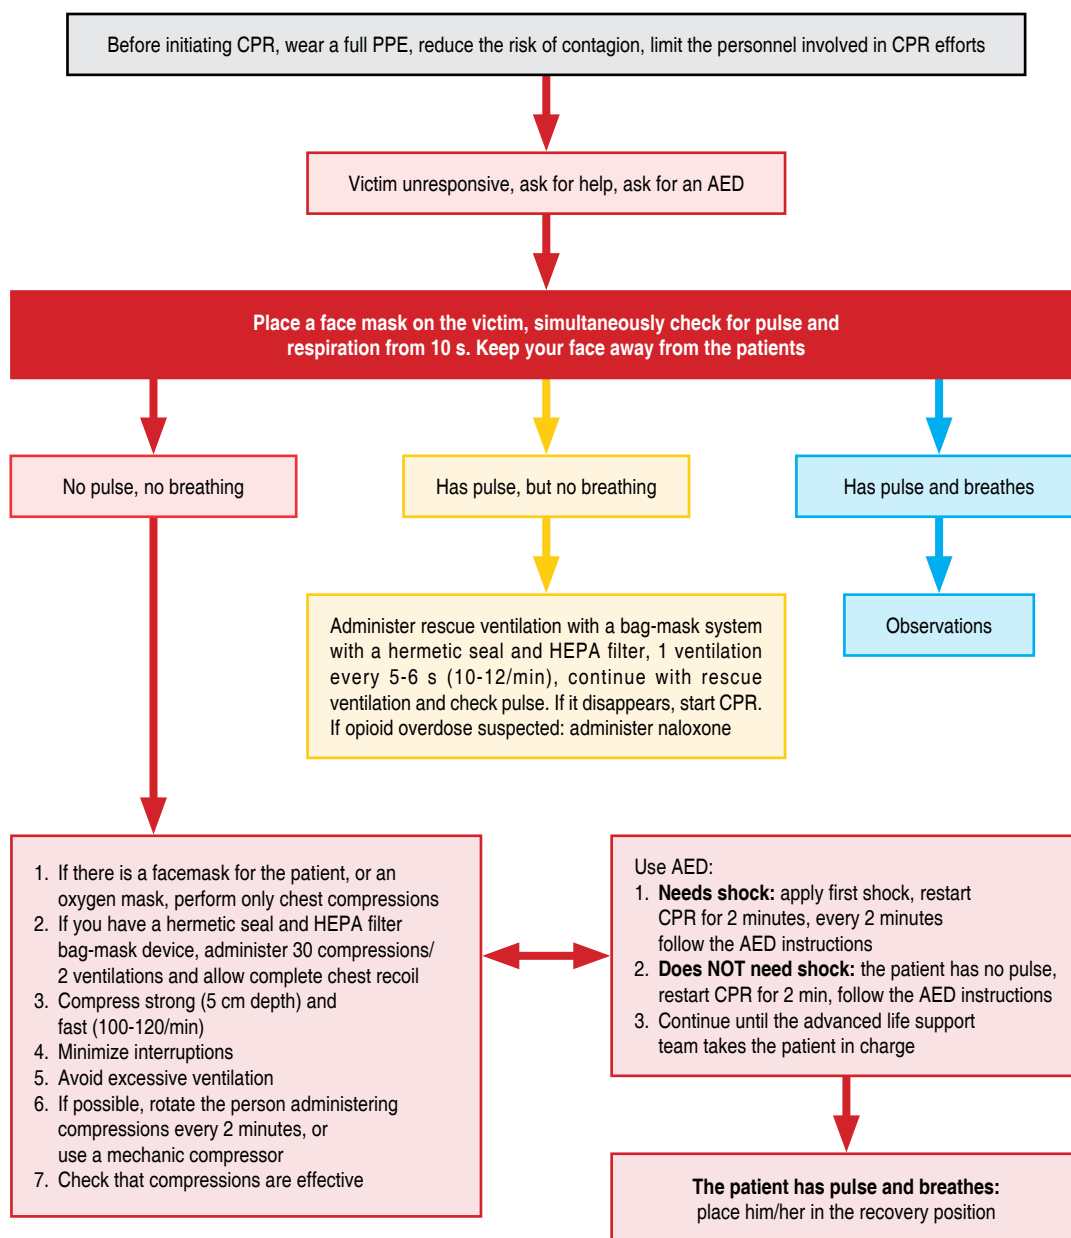 Before initiating CPR, wear a full PPE, reduce the risk of contagion, limit the personnel involved in CPR efforts
Victim unresponsive, ask for help, ask for an AED
Place a face mask on the victim, simultaneously check for pulse and
respiration from 10 s. Keep your face away from the patients
No pulse, no breathing
Has pulse, but no breathing
Has pulse and breathes
Administer rescue ventilation with a bag-mask system
with a hermetic seal and HEPA filter, 1 ventilation
every 5-6 s (10-12/min), continue with rescue
ventilation and check pulse. If it disappears, start CPR.
If opioid overdose suspected: administer naloxone
Observations
1. If there is a facemask for the patient, or an
oxygen mask, perform only chest compressions
2. If you have a hermetic seal and HEPA filter
bag-mask device, administer 30 compressions/
2 ventilations and allow complete chest recoil
3. Compress strong (5 cm depth) and
fast (100-120/min)
4. Minimize interruptions
5. Avoid excessive ventilation
6. If possible, rotate the person administering
compressions every 2 minutes, or
use a mechanic compressor
7. Check that compressions are effective
Use AED:
1. Needs shock: apply first shock, restart
CPR for 2 minutes, every 2 minutes
follow the AED instructions
2. Does NOT need shock: the patient has no pulse,
restart CPR for 2 min, follow the AED instructions
3. Continue until the advanced life support
team takes the patient in charge
The patient has pulse and breathes:
place him/her in the recovery position